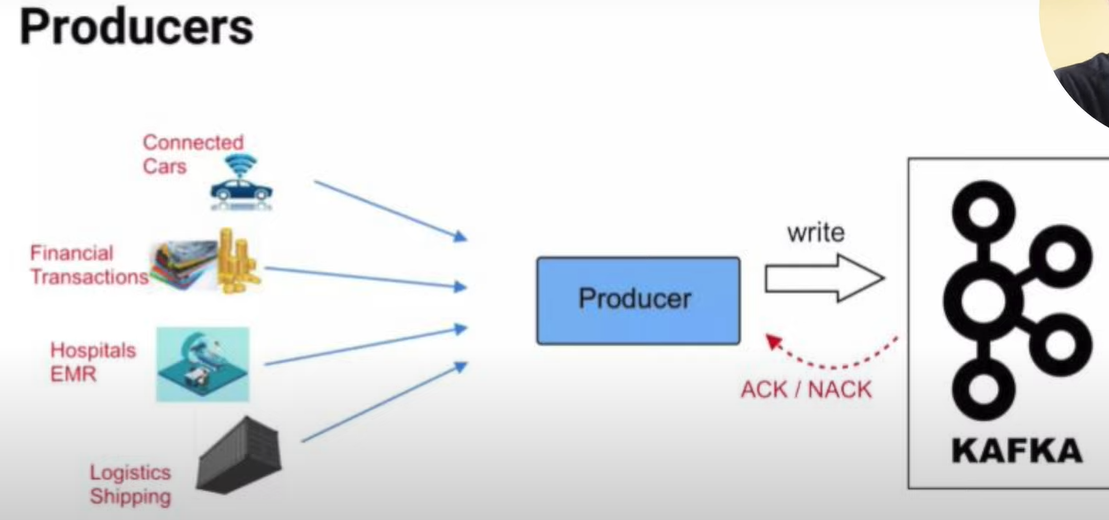 Producers
Connected
Cars
Financial
Transactions
Hospitals
EMR
Logistics
Shipping
Producer
write
ACK / NACK
KAFKA